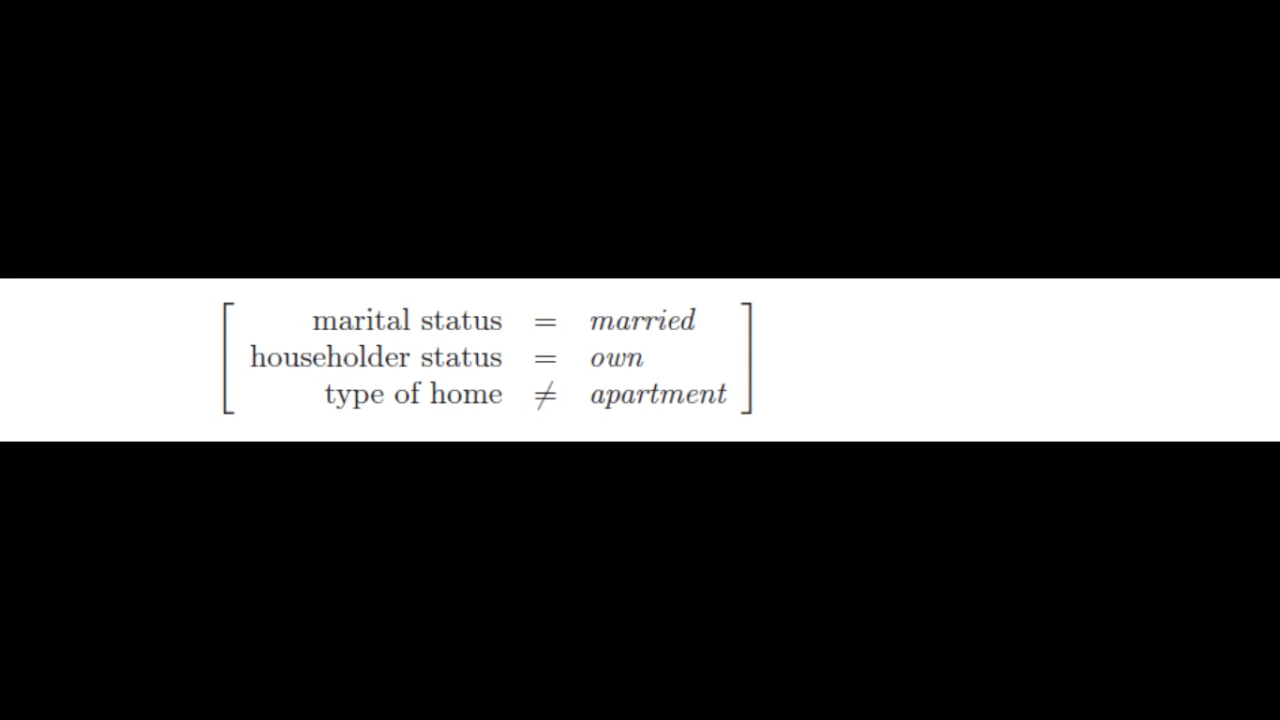 marital status = married
householder status = own
type of home ≠ apartment